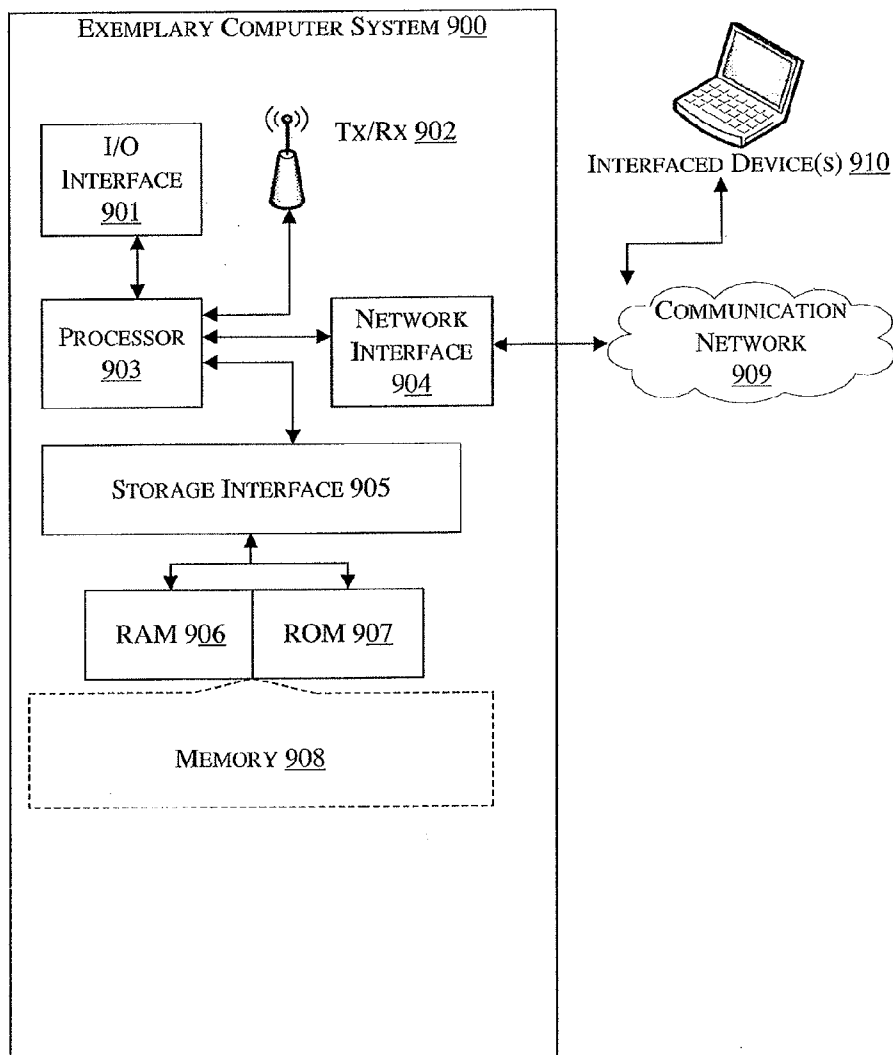 EXEMPLARY COMPUTER SYSTEM 900
I/O
INTERFACE
901
TX/RX 902
INTERFACED DEVICE(S) 910
PROCESSOR
903
NETWORK
INTERFACE
904
COMMUNICATION
NETWORK
909
STORAGE INTERFACE 905
RAM 906
ROM 907
MEMORY 908